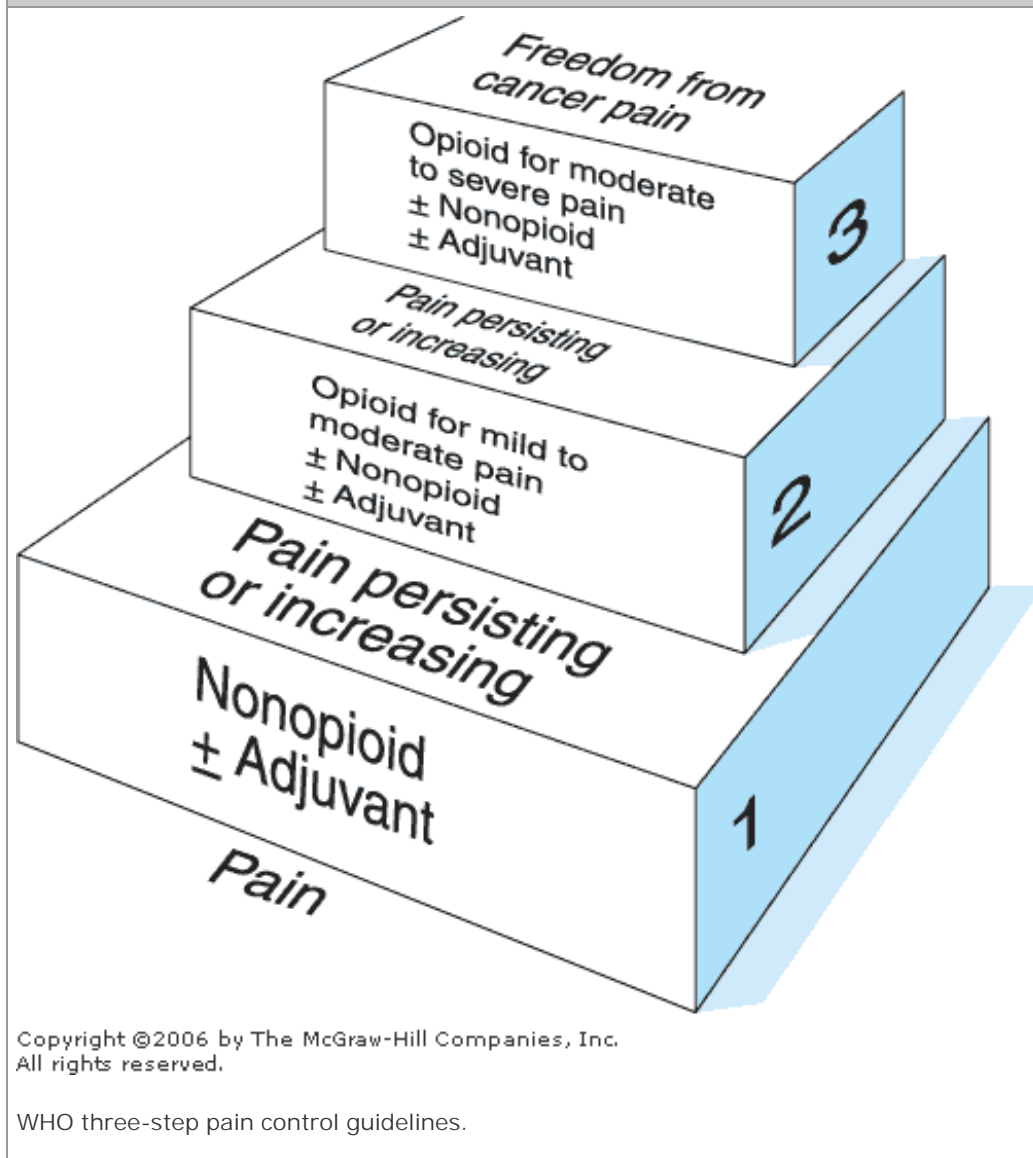 Freedom from
cancer pain
Opioid for moderate
to severe pain
± Nonopioid
± Adjuvant
3
Pain persisting
or increasing
Opioid for mild to
moderate pain
± Nonopioid
± Adjuvant
2
Pain persisting
or increasing
Nonopioid
± Adjuvant
1
Pain
Copyright ©2006 by The McGraw-Hill Companies, Inc.
All rights reserved.
WHO three-step pain control guidelines.